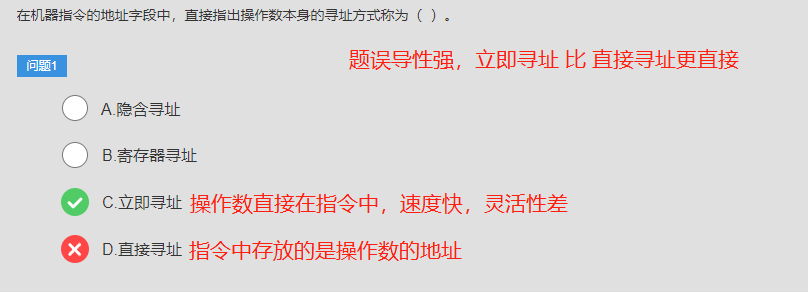 在机器指令的地址字段中，直接指出操作数本身的寻址方式称为（ ）。
题误导性强，立即寻址 比 直接寻址更直接
问题1
A.隐含寻址
B.寄存器寻址
C.立即寻址 操作数直接在指令中，速度快，灵活性差
D.直接寻址 指令中存放的是操作数的地址